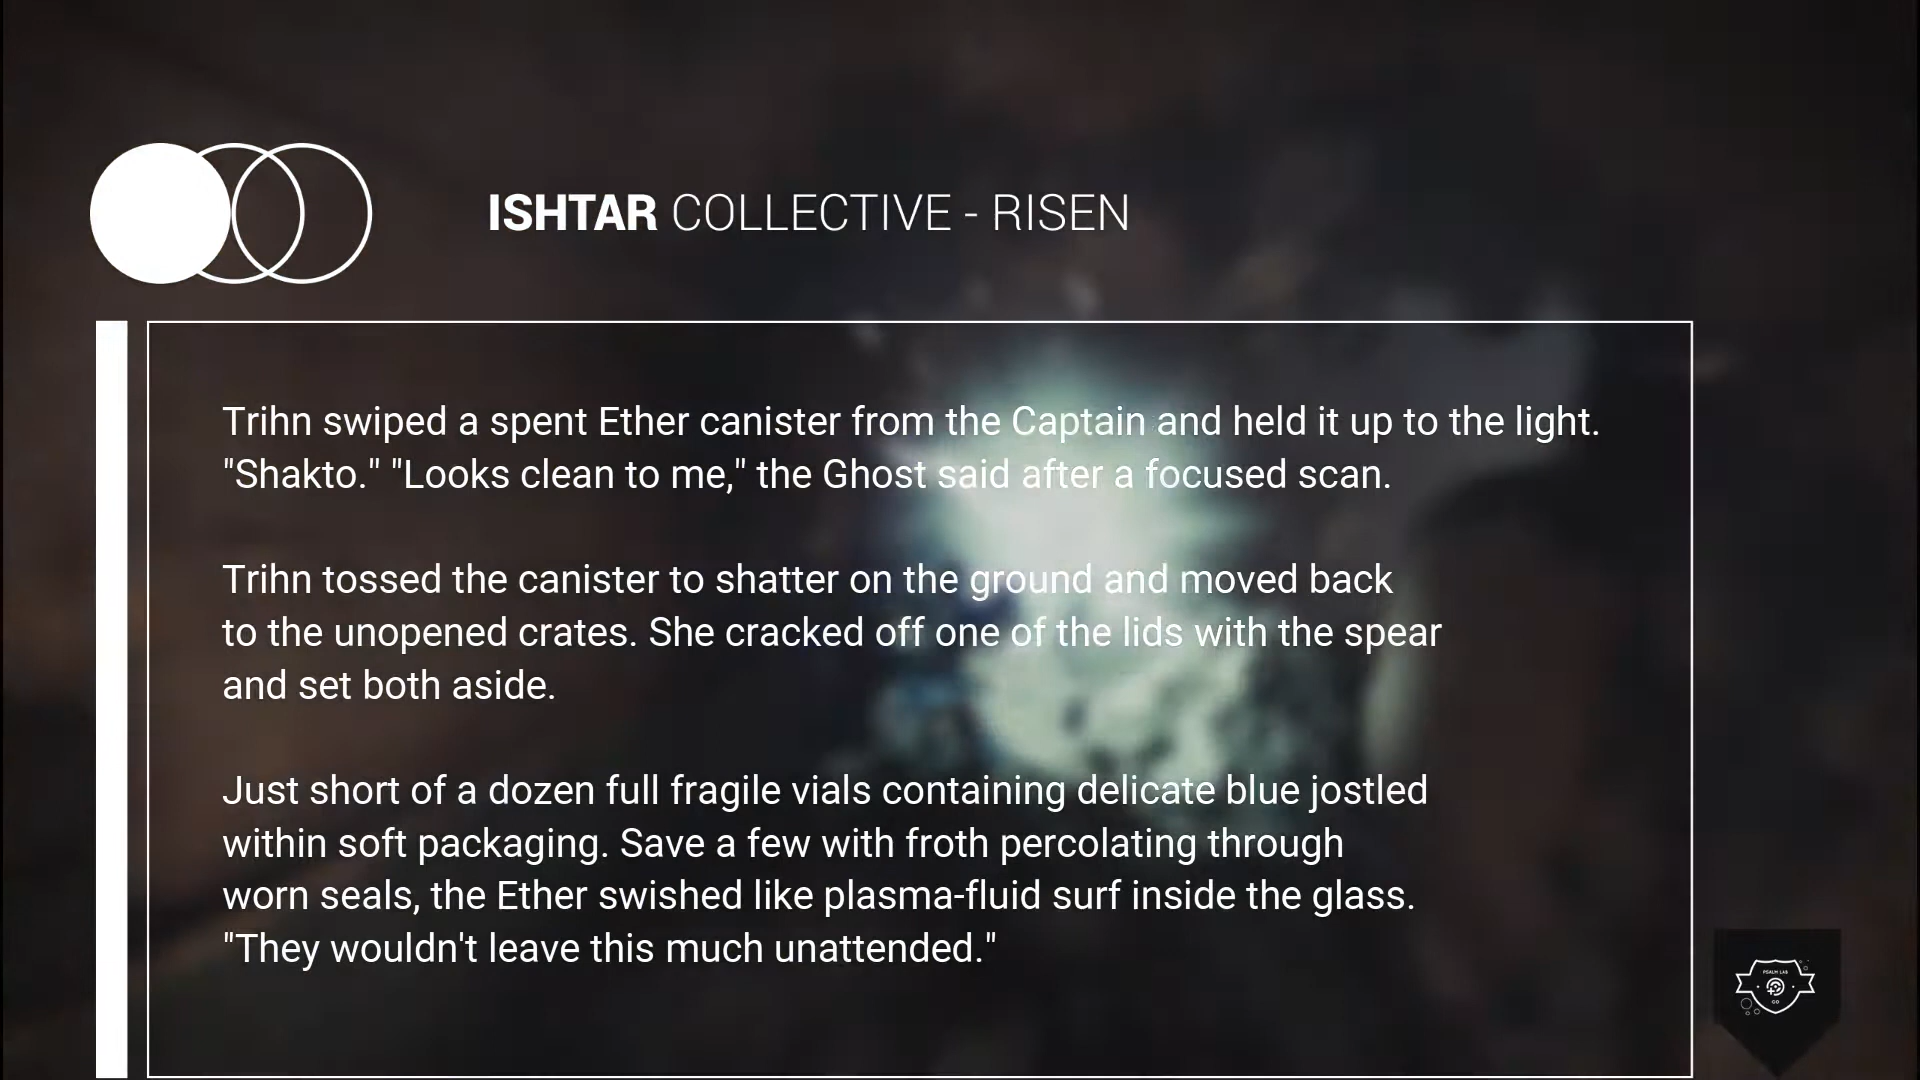 ISHTAR COLLECTIVE - RISEN
Trihn swiped a spent Ether canister from the Captain and held it up to the light.
"Shakto." "Looks clean to me," the Ghost said after a focused scan.
Trihn tossed the canister to shatter on the ground and moved back
to the unopened crates. She cracked off one of the lids with the spear
and set both aside.
Just short of a dozen full fragile vials containing delicate blue jostled
within soft packaging. Save a few with froth percolating through
worn seals, the Ether swished like plasma-fluid surf inside the glass.
"They wouldn't leave this much unattended."
PSALM LAB
GO